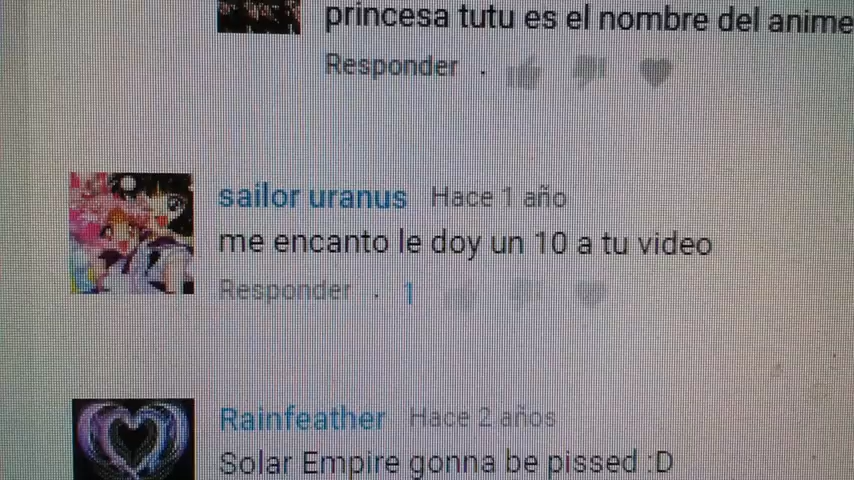 princesa tutu es el nombre del anime
Responder ·
sailor uranus Hace 1 año
me encanto le doy un 10 a tu video
Responder · 1
Rainfeather Hace 2 años
Solar Empire gonna be pissed :D